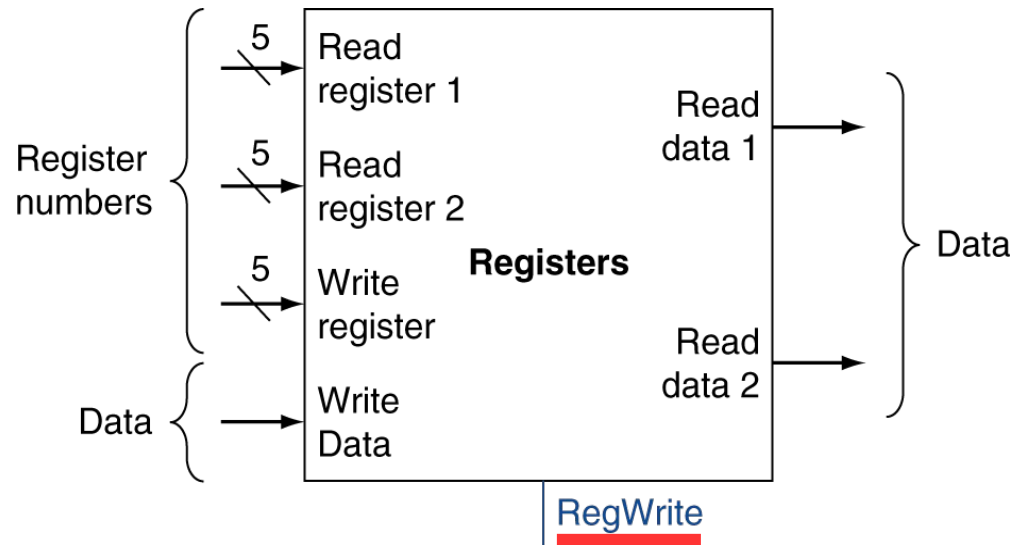 Register
numbers
5
Read
register 1
5
Read
register 2
5
Write
register
Data
Write
Data
Registers
Read
data 1
Read
data 2
Data
RegWrite